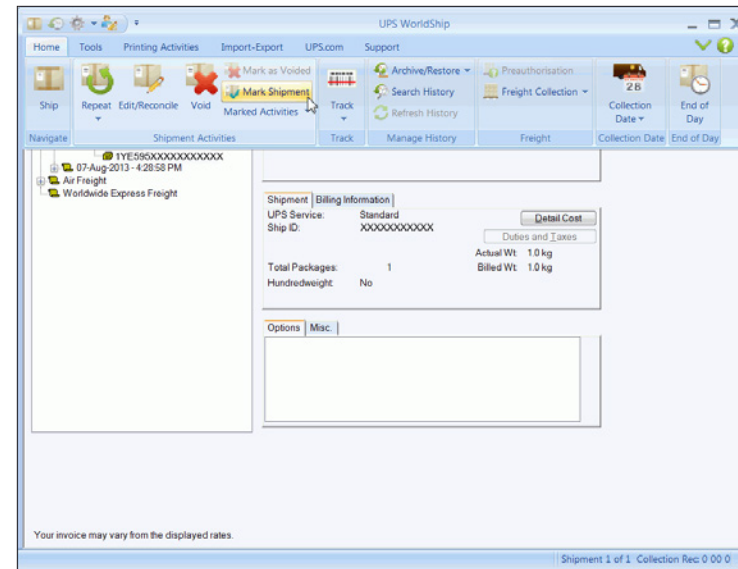 UPS WorldShip
Home Tools Printing Activities Import-Export UPS.com Support
Mark as Voided
Mark Shipment
Marked Activities
Archive/Restore
Search History
Refresh History
Preauthorisation
Freight Collection
28
Ship Repeat Edit/Reconcile Void Track Collection Date End of Day
Navigate Shipment Activities Track Manage History Freight Collection Date End of Day
1YE595XXXXXXXXXXX
07-Aug-2013 - 4:28:58 PM
Air Freight
Worldwide Express Freight
Shipment Billing Information
UPS Service: Standard Detail Cost
Ship ID: XXXXXXXXXXX
Duties and Taxes
Actual Wt: 1.0 kg
Total Packages: 1 Billed Wt: 1.0 kg
Hundredweight: No
Options Misc.
Your invoice may vary from the displayed rates.
Shipment 1 of 1 Collection Rec: 0 00 0